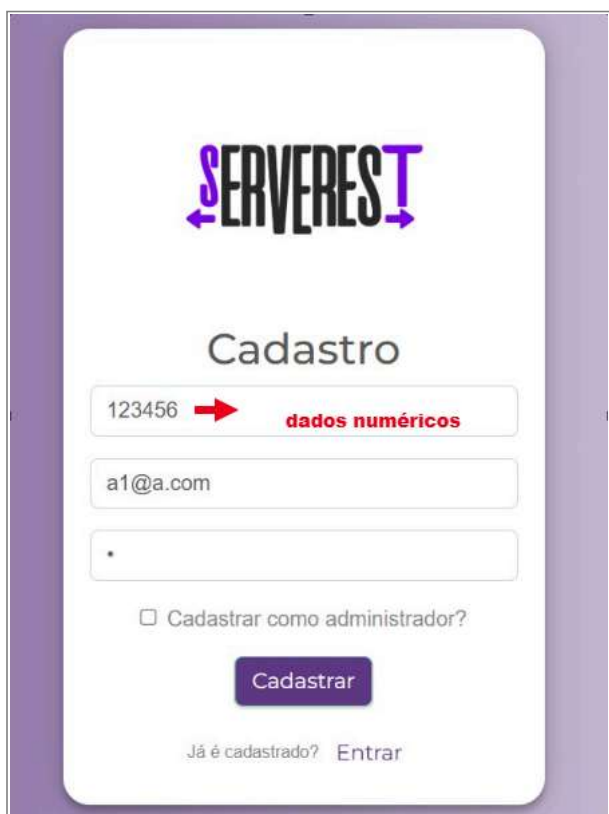 SERVEREST
Cadastro
123456 dados numéricos
a1@a.com
•
Cadastrar como administrador?
Cadastrar
Já é cadastrado? Entrar